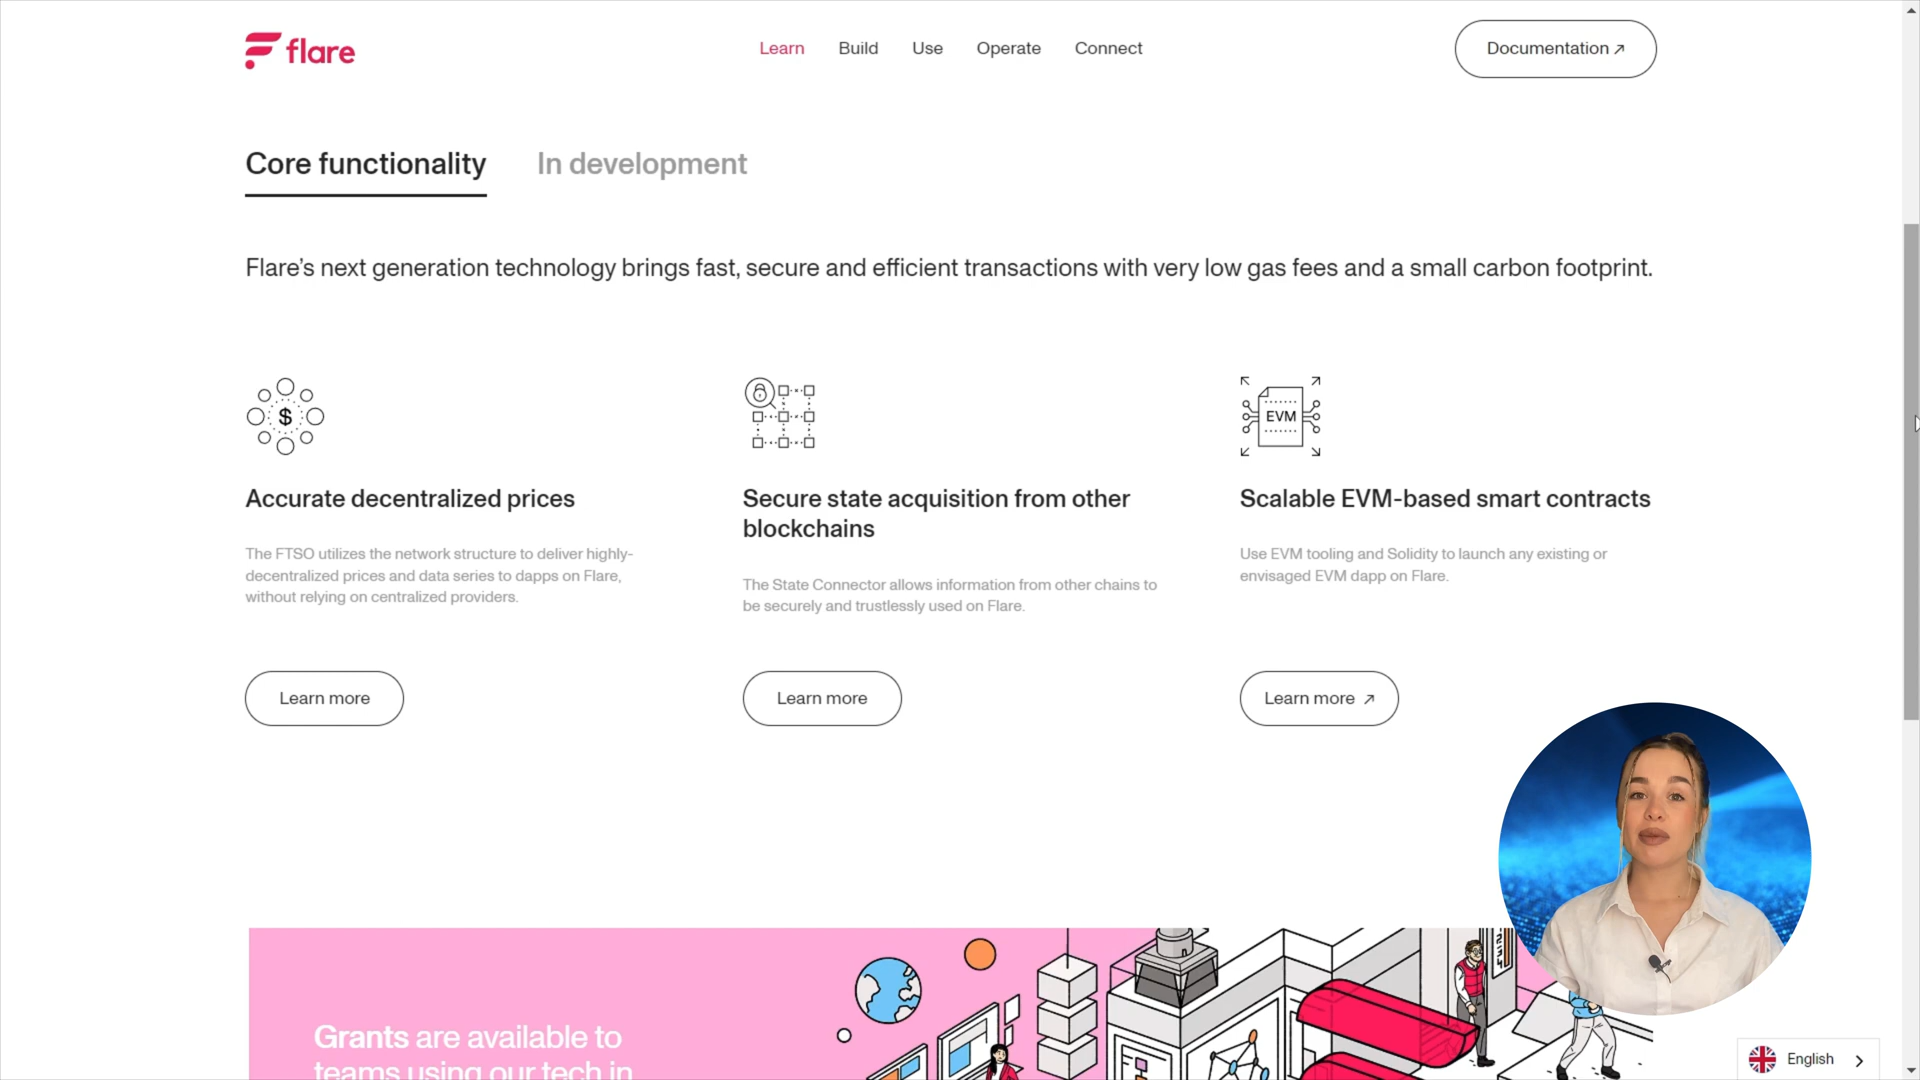 flare
Learn
Build
Use
Operate
Connect
Documentation ↗
Core functionality
In development
Flare's next generation technology brings fast, secure and efficient transactions with very low gas fees and a small carbon footprint.
$
EVM
Accurate decentralized prices
The FTSO utilizes the network structure to deliver highly-
decentralized prices and data series to dapps on Flare,
without relying on centralized providers.
Learn more
Secure state acquisition from other
blockchains
The State Connector allows information from other chains to
be securely and trustlessly used on Flare.
Learn more
Scalable EVM-based smart contracts
Use EVM tooling and Solidity to launch any existing or
envisaged EVM dapp on Flare.
Learn more ↗
Grants are available to
teams using our tech in
English